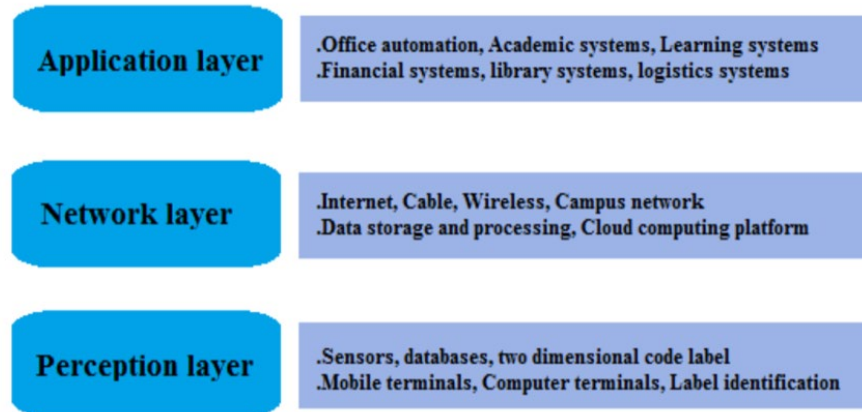 Application layer
.Office automation, Academic systems, Learning systems
.Financial systems, library systems, logistics systems
Network layer
.Internet, Cable, Wireless, Campus network
.Data storage and processing, Cloud computing platform
Perception layer
.Sensors, databases, two dimensional code label
.Mobile terminals, Computer terminals, Label identification